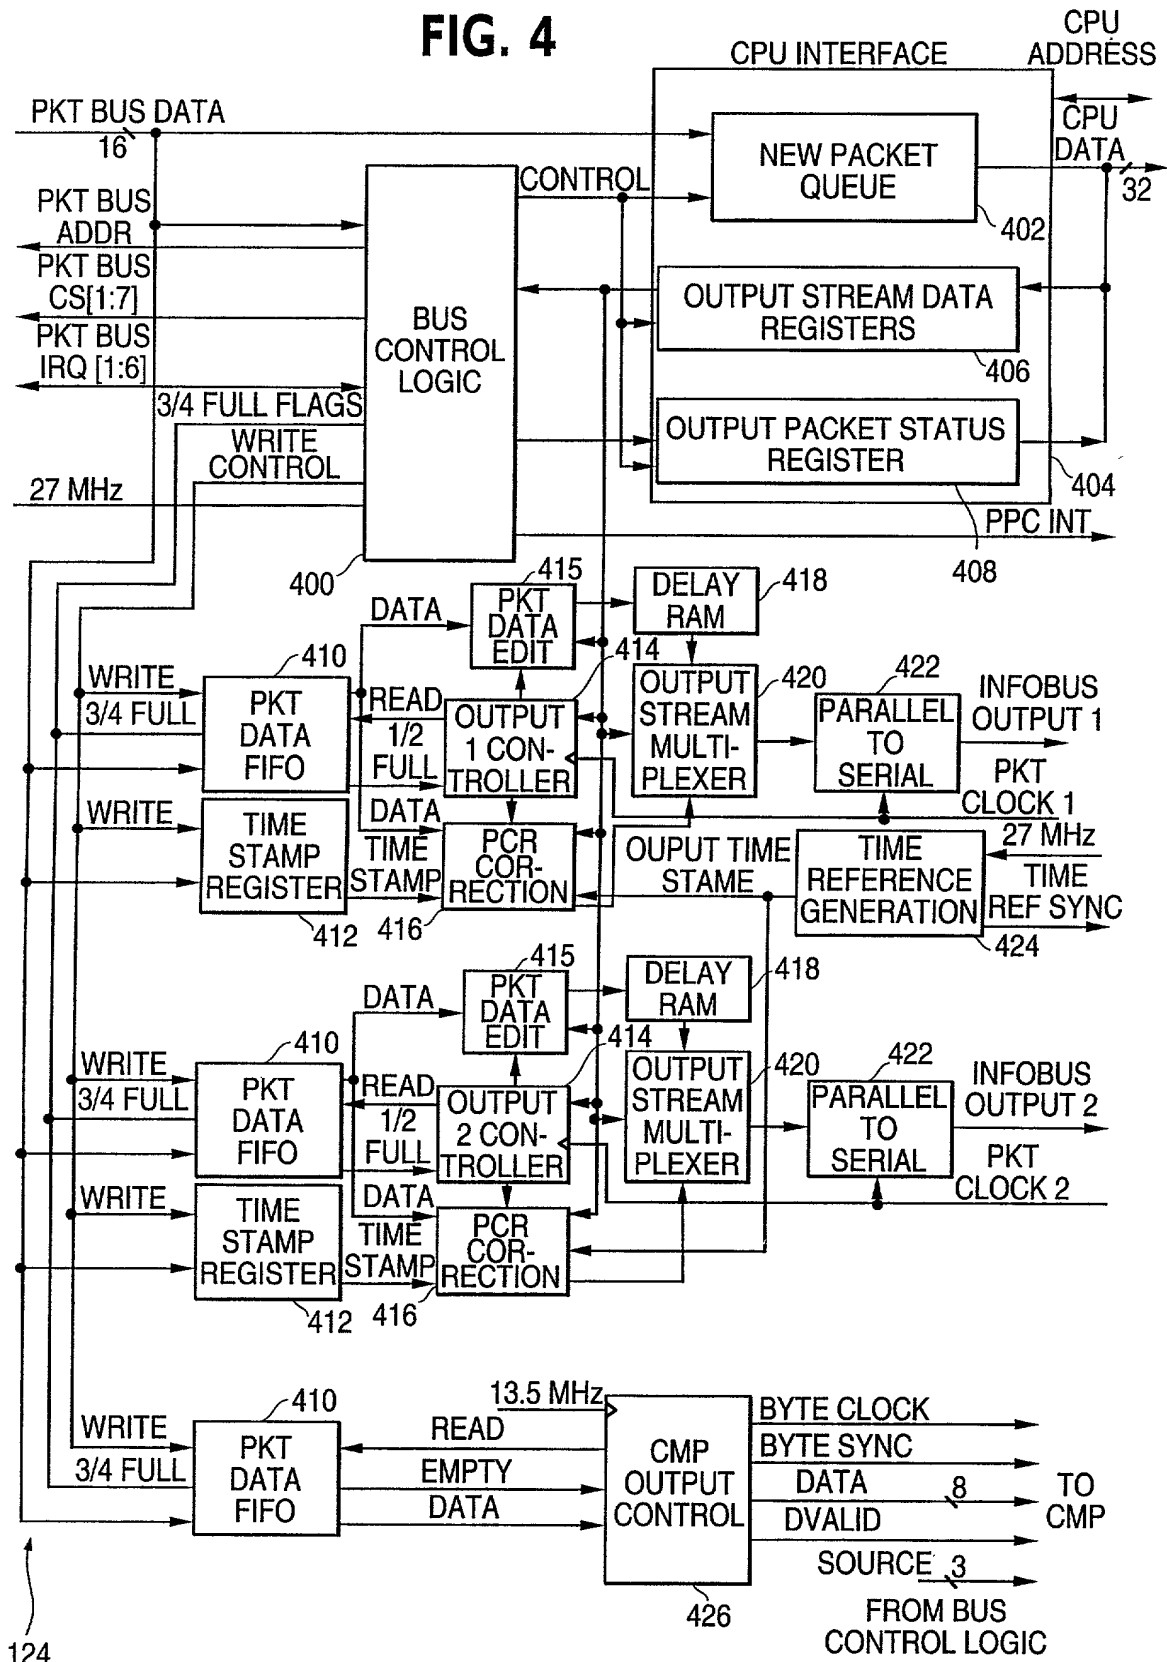 FIG. 4
CPU INTERFACE
CPU
ADDRESS
PKT BUS DATA
16
CPU
DATA
32
NEW PACKET
QUEUE
402
CONTROL
PKT BUS
ADDR
PKT BUS
CS[1:7]
PKT BUS
IRQ [1:6]
BUS
CONTROL
LOGIC
OUTPUT STREAM DATA
REGISTERS
406
3/4 FULL FLAGS
WRITE
CONTROL
OUTPUT PACKET STATUS
REGISTER
404
27 MHz
PPC INT
408
400
415
PKT
DATA
EDIT
DELAY
RAM
418
DATA
414
410
WRITE
3/4 FULL
PKT
DATA
FIFO
READ
1/2
FULL
OUTPUT
1 CON-
TROLLER
OUTPUT
STREAM
MULTI-
PLEXER
420
422
PARALLEL
TO
SERIAL
INFOBUS
OUTPUT 1
PKT
CLOCK 1
WRITE
TIME
STAMP
REGISTER
412
DATA
TIME
STAMP
PCR
COR-
RECTION
416
OUPUT TIME
STAME
TIME
REFERENCE
GENERATION
27 MHz
TIME
REF SYNC
424
415
PKT
DATA
EDIT
DELAY
RAM
418
DATA
414
410
WRITE
3/4 FULL
PKT
DATA
FIFO
READ
1/2
FULL
OUTPUT
2 CON-
TROLLER
OUTPUT
STREAM
MULTI-
PLEXER
420
422
PARALLEL
TO
SERIAL
INFOBUS
OUTPUT 2
PKT
CLOCK 2
WRITE
TIME
STAMP
REGISTER
412
DATA
TIME
STAMP
PCR
COR-
RECTION
416
410
WRITE
3/4 FULL
PKT
DATA
FIFO
13.5 MHz
READ
EMPTY
DATA
CMP
OUTPUT
CONTROL
426
BYTE CLOCK
BYTE SYNC
DATA
8
DVALID
TO
CMP
SOURCE
3
FROM BUS
CONTROL LOGIC
124